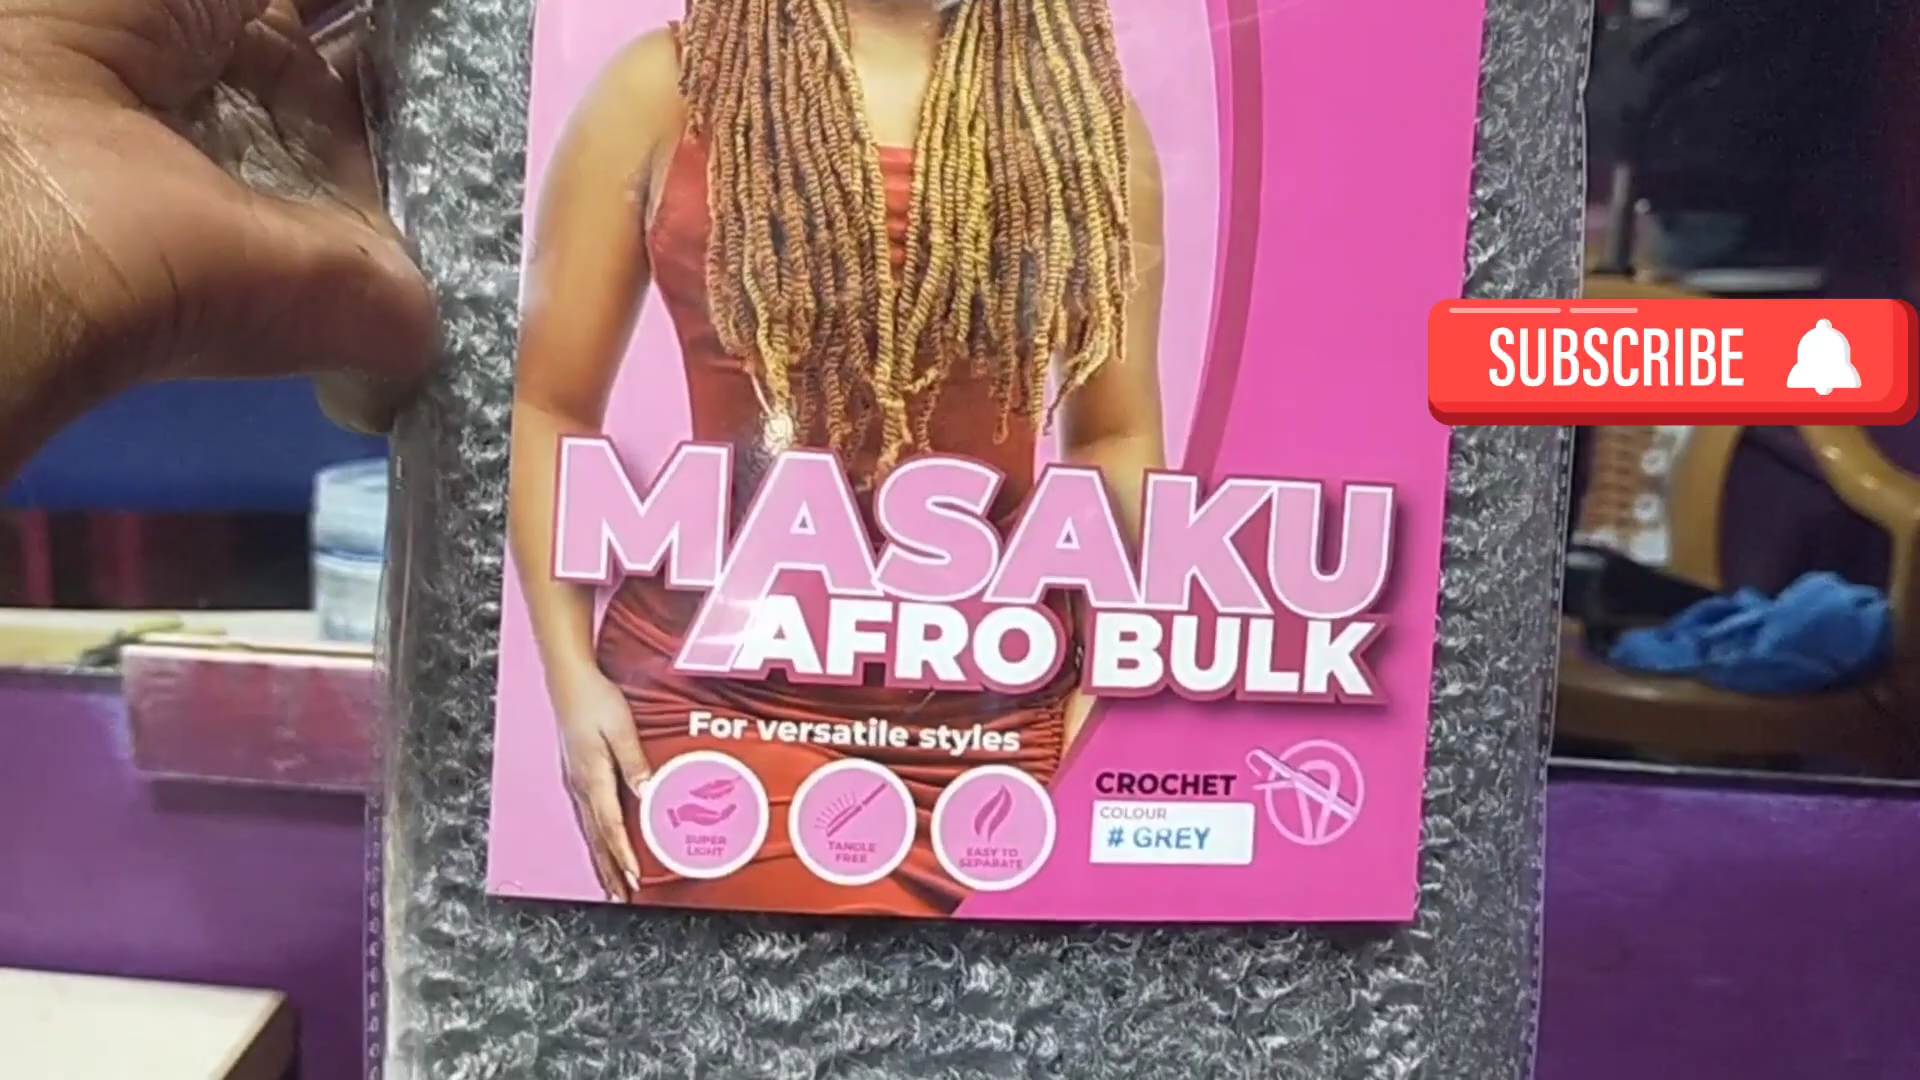 SUBSCRIBE
MASAKU
AFRO BULK
For versatile styles
SUPER
LIGHT
TANGLE
FREE
EASY TO
SEPARATE
CROCHET
COLOUR
# GREY